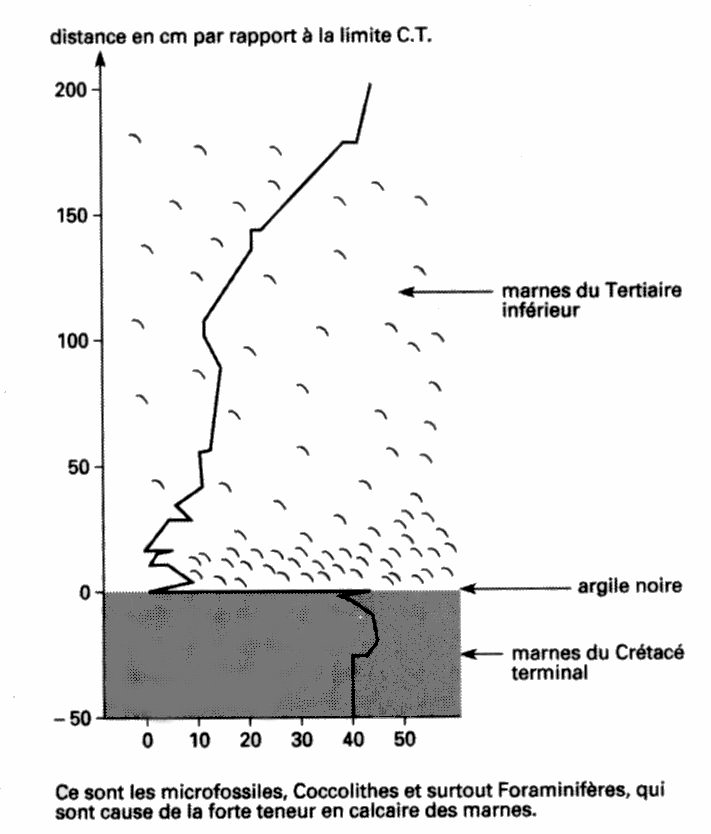 distance en cm par rapport à la limite C.T.
200
150
marnes du Tertiaire
inférieur
100
50
0
argile noire
marnes du Crétacé
terminal
– 50
0 10 20 30 40 50
Ce sont les microfossiles, Coccolithes et surtout Foraminifères, qui
sont cause de la forte teneur en calcaire des marnes.